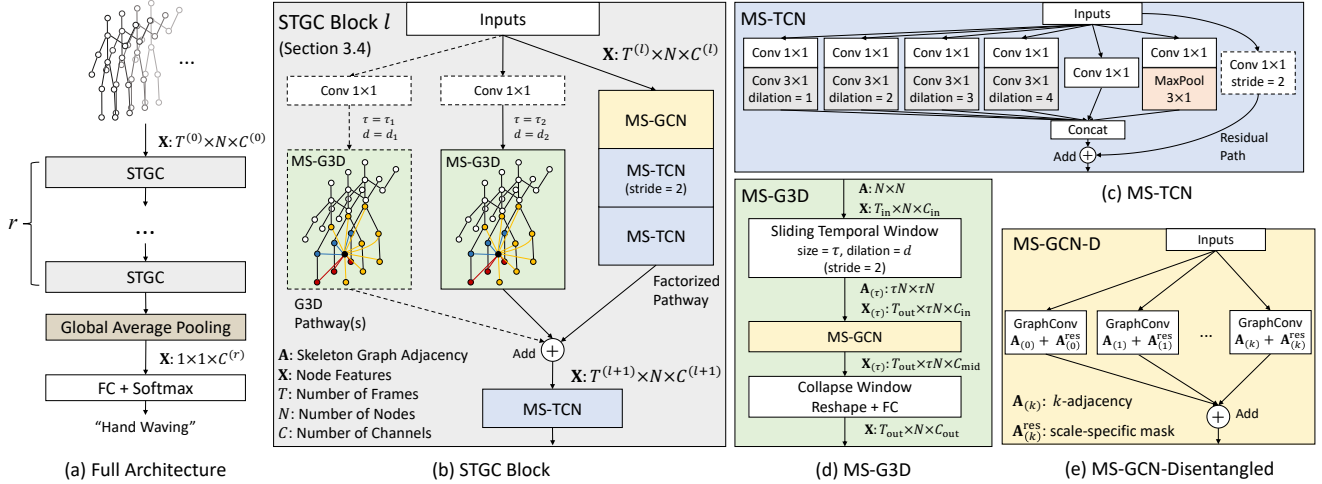 ...
X: T^(0)×N×C^(0)
STGC
r
...
STGC
Global Average Pooling
X: 1×1×C^(r)
FC + Softmax
“Hand Waving”
(a) Full Architecture
STGC Block l
(Section 3.4)
Inputs
X: T^(l)×N×C^(l)
Conv 1×1
Conv 1×1
τ = τ₁
d = d₁
τ = τ₂
d = d₂
MS-G3D
MS-G3D
MS-GCN
MS-TCN
(stride = 2)
MS-TCN
G3D
Pathway(s)
Factorized
Pathway
Add
A: Skeleton Graph Adjacency
X: Node Features
T: Number of Frames
N: Number of Nodes
C: Number of Channels
X: T^(l+1)×N×C^(l+1)
MS-TCN
(b) STGC Block
MS-TCN
Inputs
Conv 1×1
Conv 3×1
dilation = 1
Conv 1×1
Conv 3×1
dilation = 2
Conv 1×1
Conv 3×1
dilation = 3
Conv 1×1
Conv 3×1
dilation = 4
Conv 1×1
Conv 1×1
MaxPool
3×1
Conv 1×1
stride = 2
Concat
Add
Residual
Path
(c) MS-TCN
MS-G3D
A: N×N
X: T_in×N×C_in
Sliding Temporal Window
size = τ, dilation = d
(stride = 2)
A_(τ): τN×τN
X_(τ): T_out×τN×C_in
MS-GCN
X_(τ): T_out×τN×C_mid
Collapse Window
Reshape + FC
X: T_out×N×C_out
(d) MS-G3D
MS-GCN-D
Inputs
GraphConv
A_(0) + A_(0)^res
GraphConv
A_(1) + A_(1)^res
...
GraphConv
A_(k) + A_(k)^res
Add
A_(k): k-adjacency
A_(k)^res: scale-specific mask
(e) MS-GCN-Disentangled